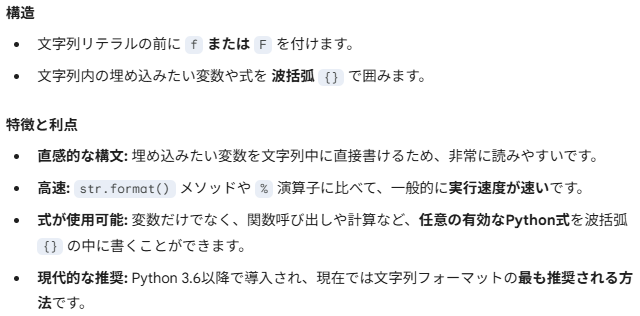 構造
• 文字列リテラルの前に f または F を付けます。
• 文字列内の埋め込みたい変数や式を 波括弧 {} で囲みます。
特徴と利点
• 直感的な構文: 埋め込みたい変数を文字列中に直接書けるため、非常に読みやすいです。
• 高速: str.format() メソッドや % 演算子に比べて、一般的に実行速度が速いです。
• 式が使用可能: 変数だけでなく、関数呼び出しや計算など、任意の有効なPython式を波括弧
{} の中に書くことができます。
• 現代的な推奨: Python 3.6以降で導入され、現在では文字列フォーマットの最も推奨される方
法です。